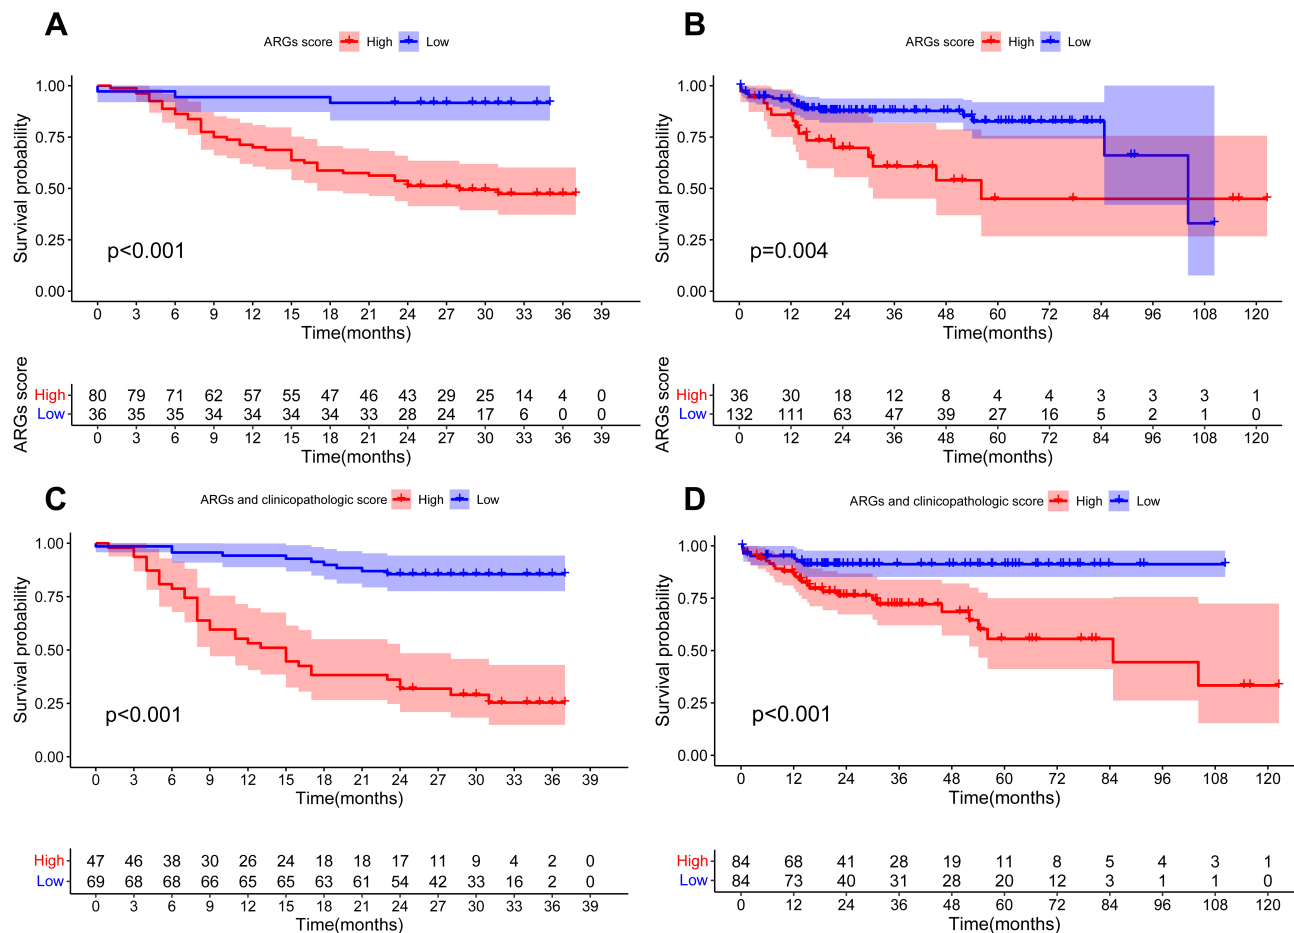 A
ARGs score High Low
Survival probability
1.00
0.75
0.50
0.25
0.00
p<0.001
0 3 6 9 12 15 18 21 24 27 30 33 36 39
Time(months)
ARGs score
High 80 79 71 62 57 55 47 46 43 29 25 14 4 0
Low 36 35 35 34 34 34 34 33 28 24 17 6 0 0
0 3 6 9 12 15 18 21 24 27 30 33 36 39
Time(months)
B
ARGs score High Low
Survival probability
1.00
0.75
0.50
0.25
0.00
p=0.004
0 12 24 36 48 60 72 84 96 108 120
Time(months)
ARGs score
High 36 30 18 12 8 4 4 3 3 3 1
Low 132 111 63 47 39 27 16 5 2 1 0
0 12 24 36 48 60 72 84 96 108 120
Time(months)
C
ARGs and clinicopathologic score High Low
Survival probability
1.00
0.75
0.50
0.25
0.00
p<0.001
0 3 6 9 12 15 18 21 24 27 30 33 36 39
Time(months)
High 47 46 38 30 26 24 18 18 17 11 9 4 2 0
Low 69 68 68 66 65 65 63 61 54 42 33 16 2 0
0 3 6 9 12 15 18 21 24 27 30 33 36 39
Time(months)
D
ARGs and clinicopathologic score High Low
Survival probability
1.00
0.75
0.50
0.25
0.00
p<0.001
0 12 24 36 48 60 72 84 96 108 120
Time(months)
High 84 68 41 28 19 11 8 5 4 3 1
Low 84 73 40 31 28 20 12 3 1 1 0
0 12 24 36 48 60 72 84 96 108 120
Time(months)